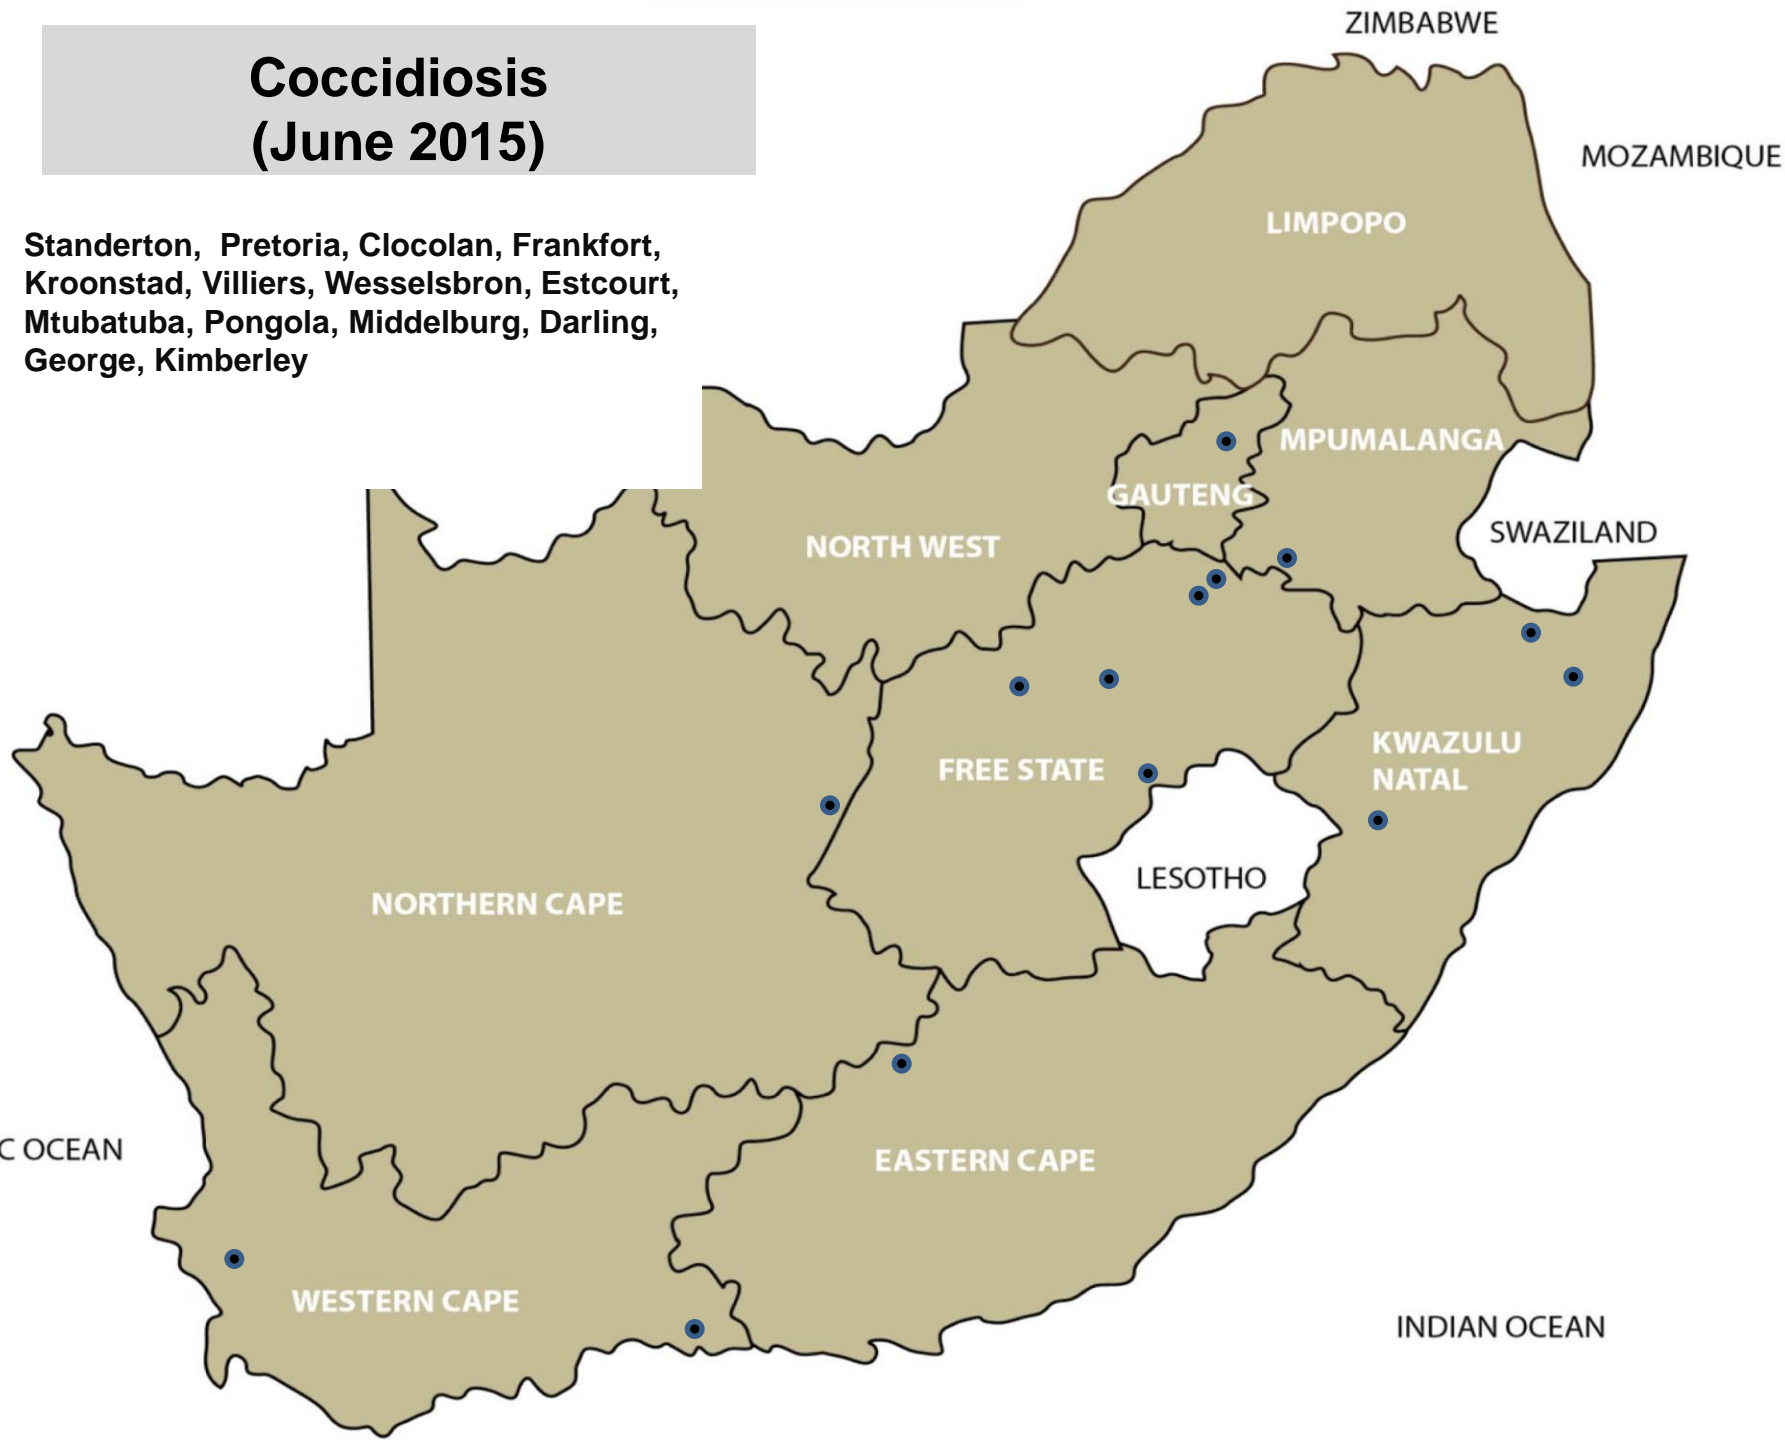 Coccidiosis
(June 2015)
Standerton, Pretoria, Clocolan, Frankfort,
Kroonstad, Villiers, Wesselsbron, Estcourt,
Mtubatuba, Pongola, Middelburg, Darling,
George, Kimberley
ZIMBABWE
MOZAMBIQUE
LIMPOPO
MPUMALANGA
GAUTENG
SWAZILAND
NORTH WEST
KWAZULU
NATAL
FREE STATE
LESOTHO
NORTHERN CAPE
C OCEAN
EASTERN CAPE
WESTERN CAPE
INDIAN OCEAN